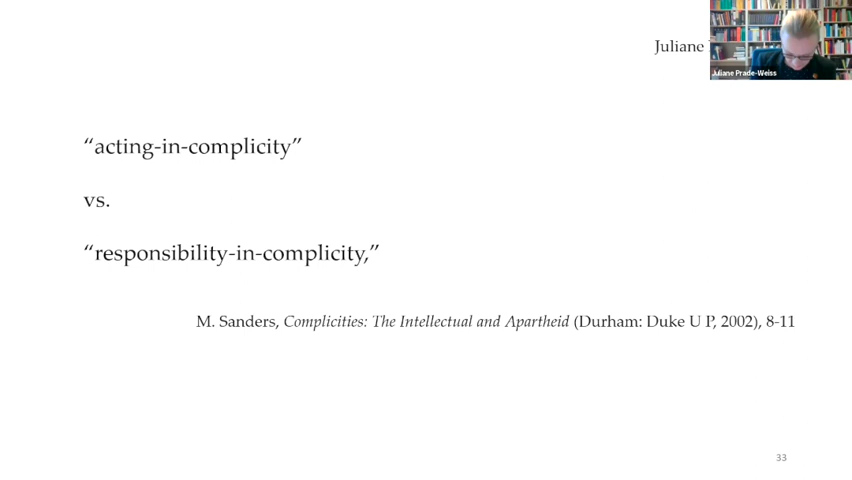 Juliane
Juliane Prade-Weiss
“acting-in-complicity”
vs.
“responsibility-in-complicity,”
M. Sanders, Complicities: The Intellectual and Apartheid (Durham: Duke U P, 2002), 8-11
33